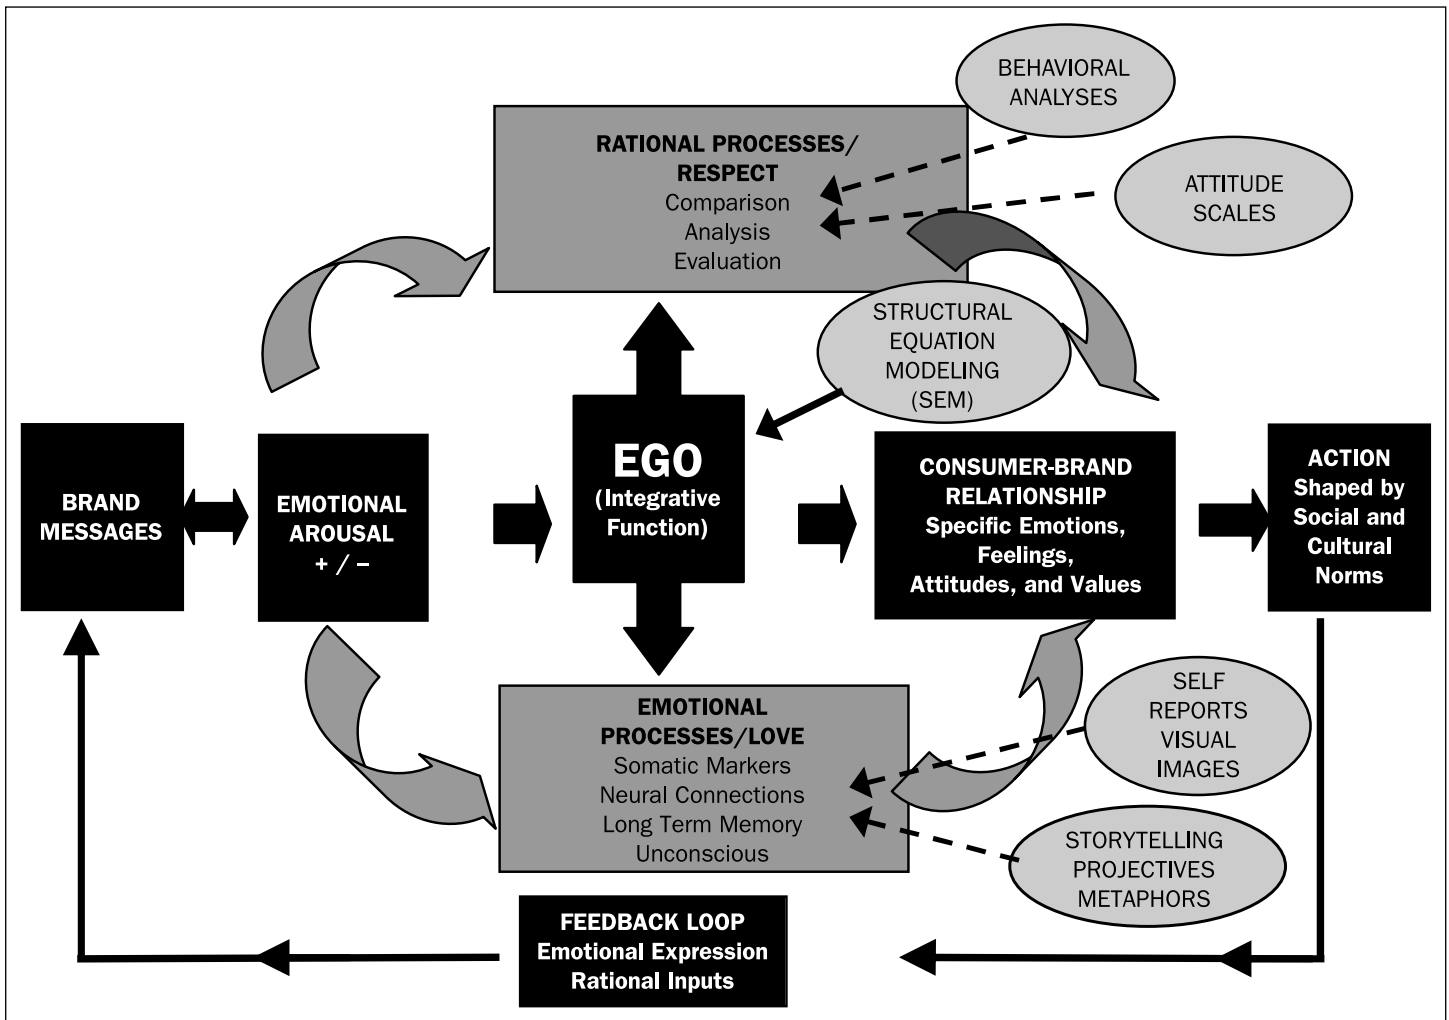 BEHAVIORAL
ANALYSES
RATIONAL PROCESSES/
RESPECT
Comparison
Analysis
Evaluation
ATTITUDE
SCALES
STRUCTURAL
EQUATION
MODELING
(SEM)
BRAND
MESSAGES
EMOTIONAL
AROUSAL
+ / –
EGO
(Integrative
Function)
CONSUMER-BRAND
RELATIONSHIP
Specific Emotions,
Feelings,
Attitudes, and Values
ACTION
Shaped by
Social and
Cultural
Norms
EMOTIONAL
PROCESSES/LOVE
Somatic Markers
Neural Connections
Long Term Memory
Unconscious
SELF
REPORTS
VISUAL
IMAGES
STORYTELLING
PROJECTIVES
METAPHORS
FEEDBACK LOOP
Emotional Expression
Rational Inputs